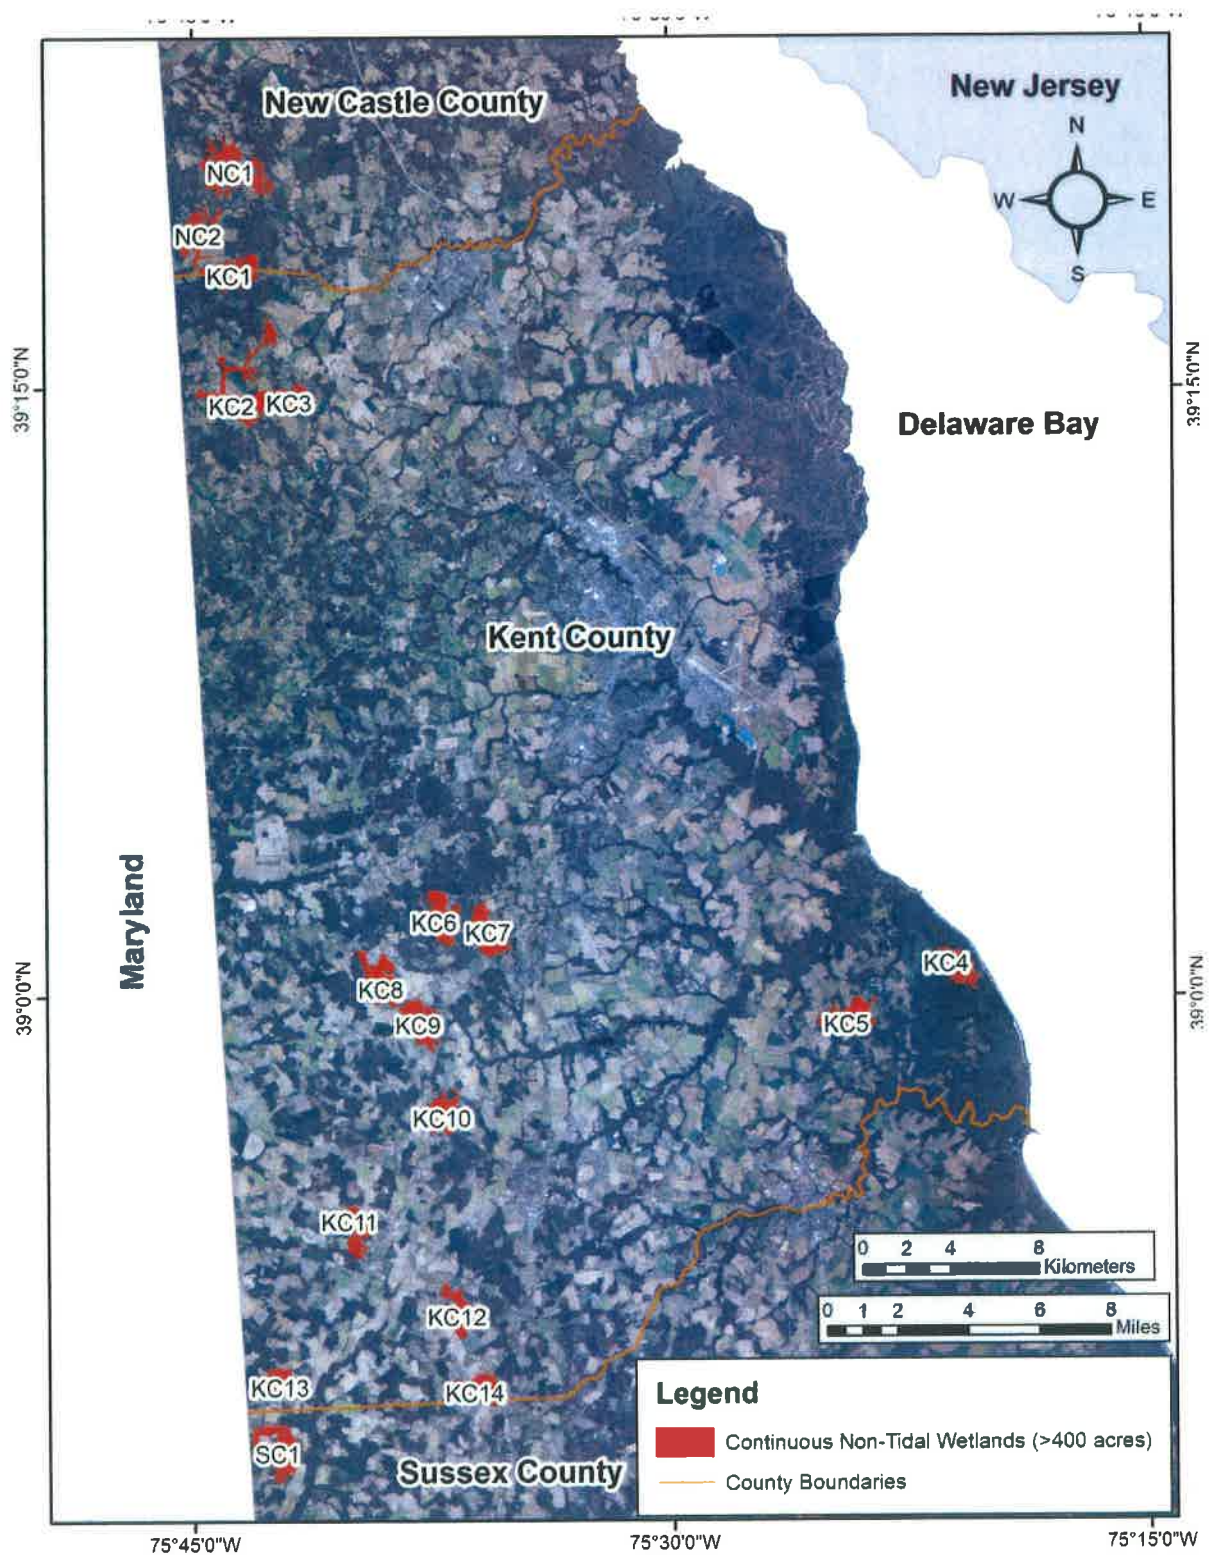 New Castle County
New Jersey
N
W
E
S
NC1
NC2
KC1
39°15'0"N
39°15'0"N
KC2
KC3
Delaware Bay
Kent County
Maryland
KC6
KC7
KC4
KC8
39°0'0"N
39°0'0"N
KC9
KC5
KC10
KC11
0 2 4 8
Kilometers
KC12
0 1 2 4 6 8
Miles
KC13
KC14
Legend
Continuous Non-Tidal Wetlands (>400 acres)
County Boundaries
SC1
Sussex County
75°45'0"W
75°30'0"W
75°15'0"W